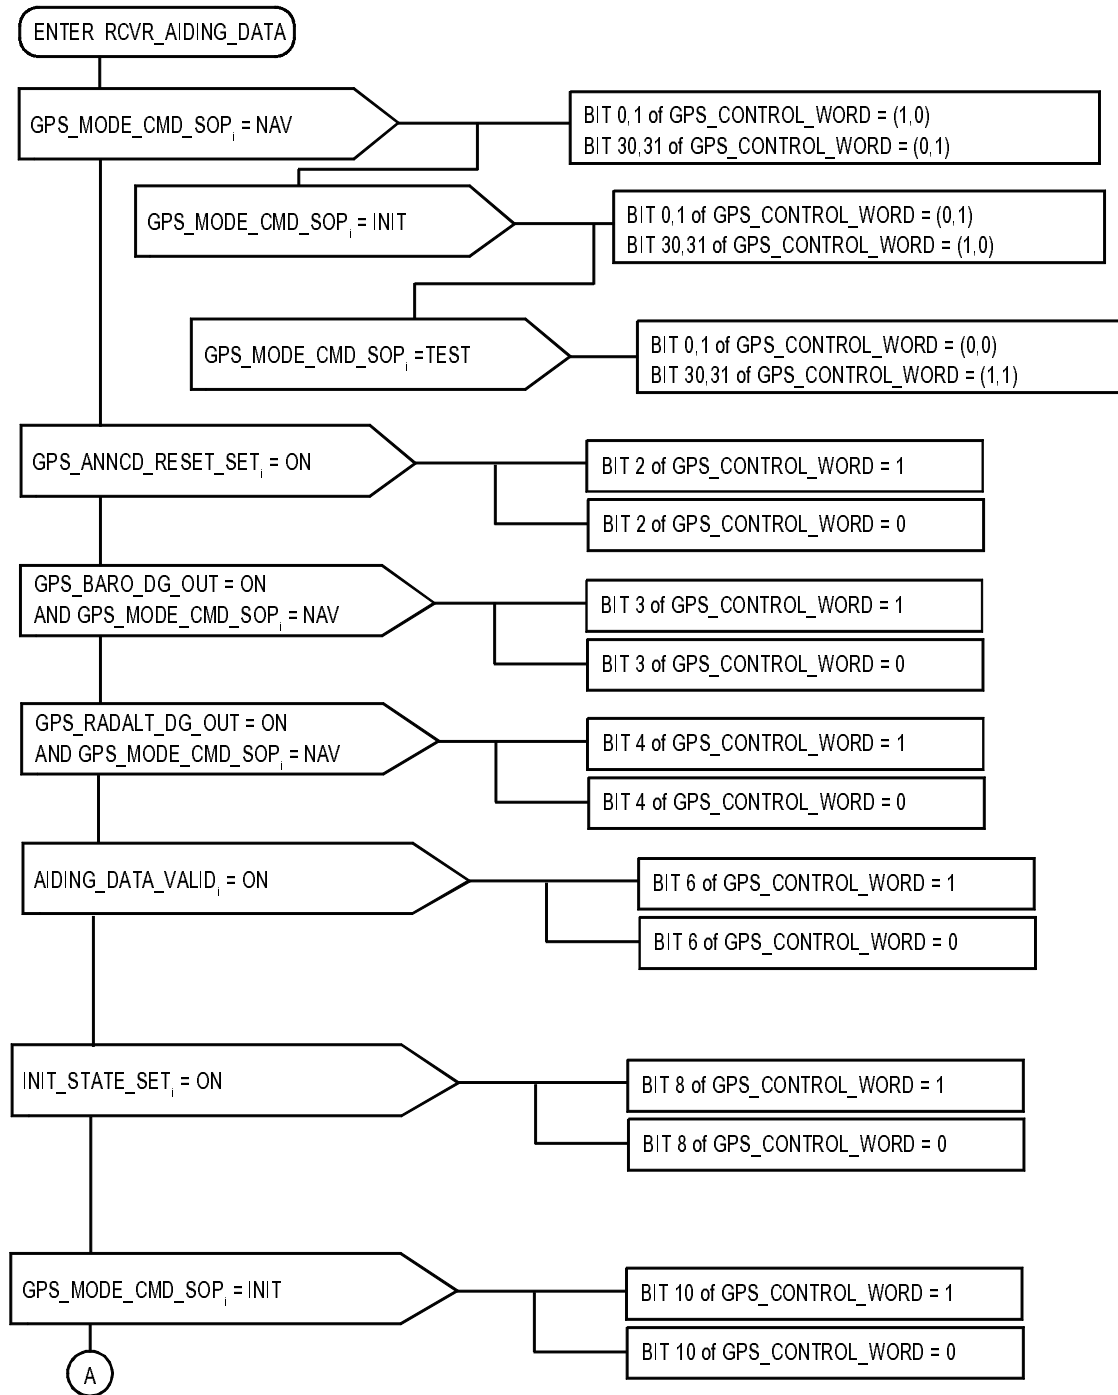 ENTER RCVR_AIDING_DATA
GPS_MODE_CMD_SOPi = NAV
BIT 0,1 of GPS_CONTROL_WORD = (1,0)
BIT 30,31 of GPS_CONTROL_WORD = (0,1)
GPS_MODE_CMD_SOPi = INIT
BIT 0,1 of GPS_CONTROL_WORD = (0,1)
BIT 30,31 of GPS_CONTROL_WORD = (1,0)
GPS_MODE_CMD_SOPi =TEST
BIT 0,1 of GPS_CONTROL_WORD = (0,0)
BIT 30,31 of GPS_CONTROL_WORD = (1,1)
GPS_ANNCD_RESET_SETi = ON
BIT 2 of GPS_CONTROL_WORD = 1
BIT 2 of GPS_CONTROL_WORD = 0
GPS_BARO_DG_OUT = ON
AND GPS_MODE_CMD_SOPi = NAV
BIT 3 of GPS_CONTROL_WORD = 1
BIT 3 of GPS_CONTROL_WORD = 0
GPS_RADALT_DG_OUT = ON
AND GPS_MODE_CMD_SOPi = NAV
BIT 4 of GPS_CONTROL_WORD = 1
BIT 4 of GPS_CONTROL_WORD = 0
AIDING_DATA_VALIDi = ON
BIT 6 of GPS_CONTROL_WORD = 1
BIT 6 of GPS_CONTROL_WORD = 0
INIT_STATE_SETi = ON
BIT 8 of GPS_CONTROL_WORD = 1
BIT 8 of GPS_CONTROL_WORD = 0
GPS_MODE_CMD_SOPi = INIT
BIT 10 of GPS_CONTROL_WORD = 1
BIT 10 of GPS_CONTROL_WORD = 0
A